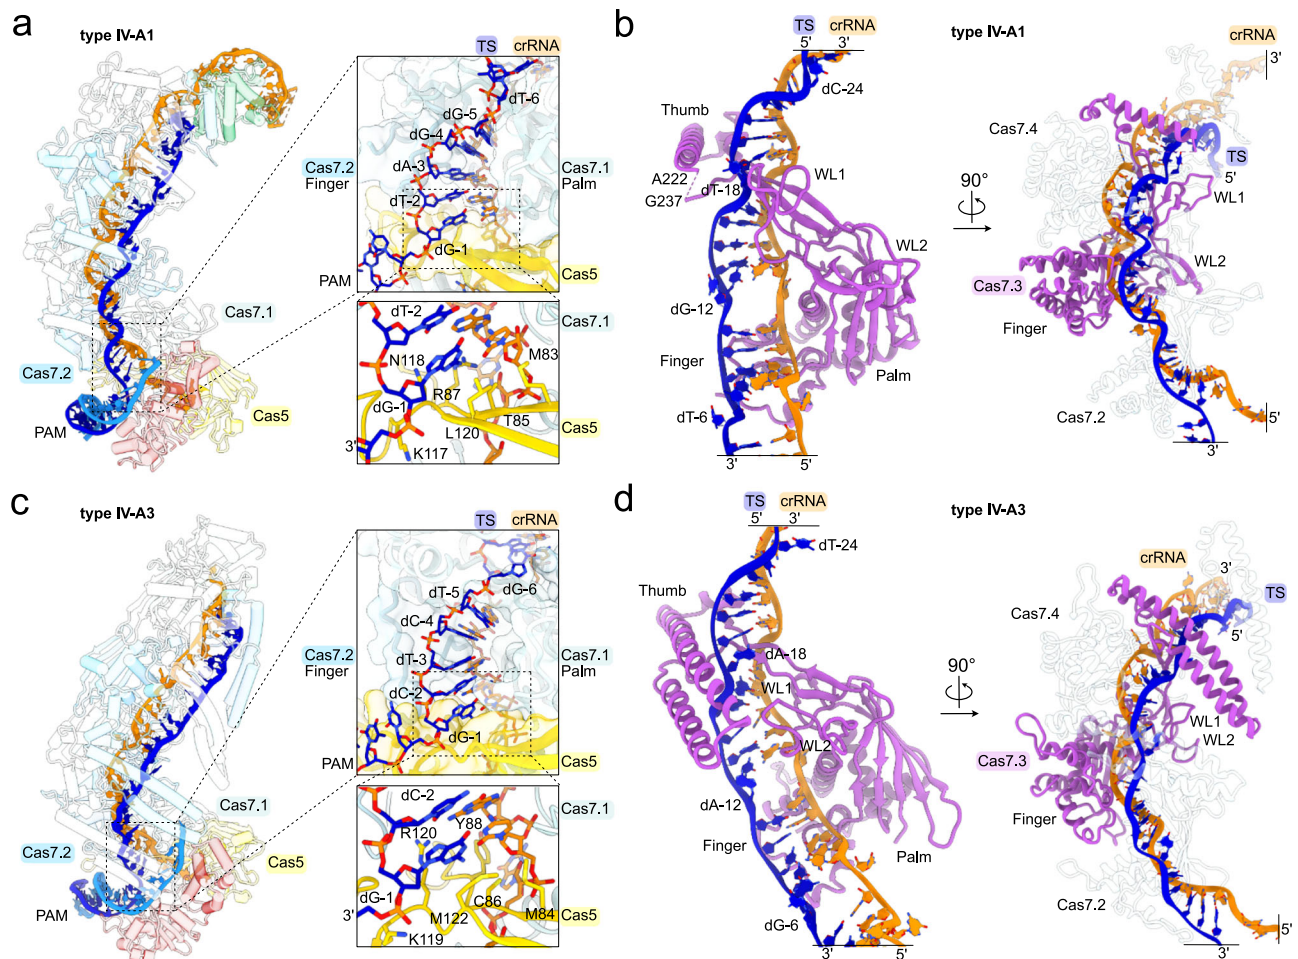 a
type IV-A1
Cas7.1
Cas7.2
PAM
Cas5
TS
crRNA
dT-6
dG-5
dG-4
dA-3
dT-2
dG-1
Cas7.2
Finger
Cas7.1
Palm
PAM
Cas5
dT-2
Cas7.1
N118
M83
R87
dG-1
T85
Cas5
L120
3'
K117
b
TS
crRNA
5'
3'
dC-24
Thumb
A222
G237
dT-18
WL1
WL2
dG-12
Finger
Palm
dT-6
3'
5'
90°
type IV-A1
crRNA
3'
Cas7.4
TS
5'
WL1
WL2
Cas7.3
Finger
Cas7.2
5'
3'
c
type IV-A3
Cas7.1
Cas7.2
Cas5
PAM
TS
crRNA
dG-6
dT-5
dC-4
dT-3
dC-2
dG-1
Cas7.2
Finger
Cas7.1
Palm
PAM
Cas5
dC-2
Cas7.1
R120
Y88
dG-1
C86
M84
Cas5
3'
M122
K119
d
TS
crRNA
5'
3'
dT-24
Thumb
dA-18
WL1
WL2
dA-12
Finger
Palm
dG-6
3'
5'
90°
type IV-A3
crRNA
3'
TS
Cas7.4
5'
WL1
WL2
Cas7.3
Finger
Cas7.2
5'
3'